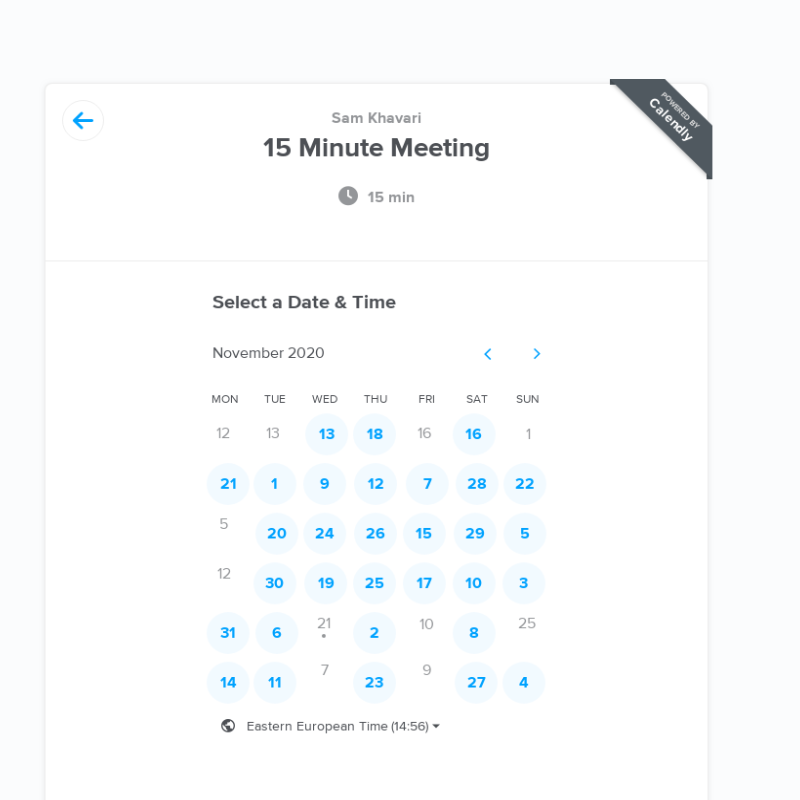 Sam Khavari
15 Minute Meeting
15 min
POWERED BY
Calendly
Select a Date & Time
November 2020
MON TUE WED THU FRI SAT SUN
12 13 13 18 16 16 1
21 1 9 12 7 28 22
5 20 24 26 15 29 5
12 30 19 25 17 10 3
31 6 21 2 10 8 25
14 11 7 23 9 27 4
Eastern European Time (14:56)